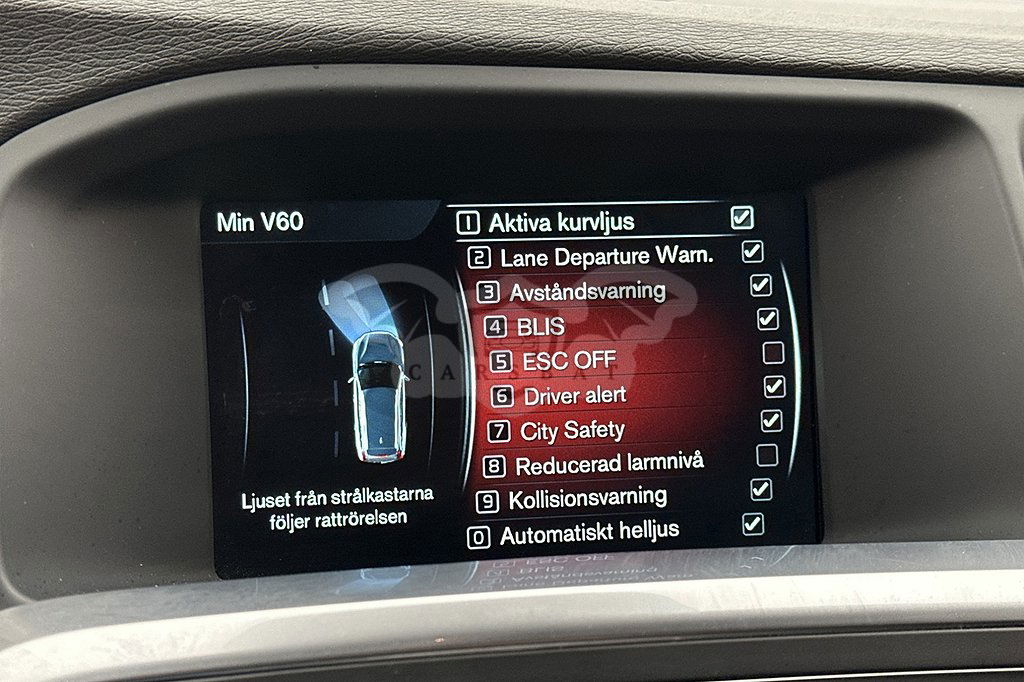 Min V60
1 Aktiva kurvljus
2 Lane Departure Warn.
3 Avståndsvarning
4 BLIS
5 ESC OFF
6 Driver alert
7 City Safety
8 Reducerad larmnivå
9 Kollisionsvarning
0 Automatiskt helljus
Ljuset från strålkastarna
följer rattrörelsen